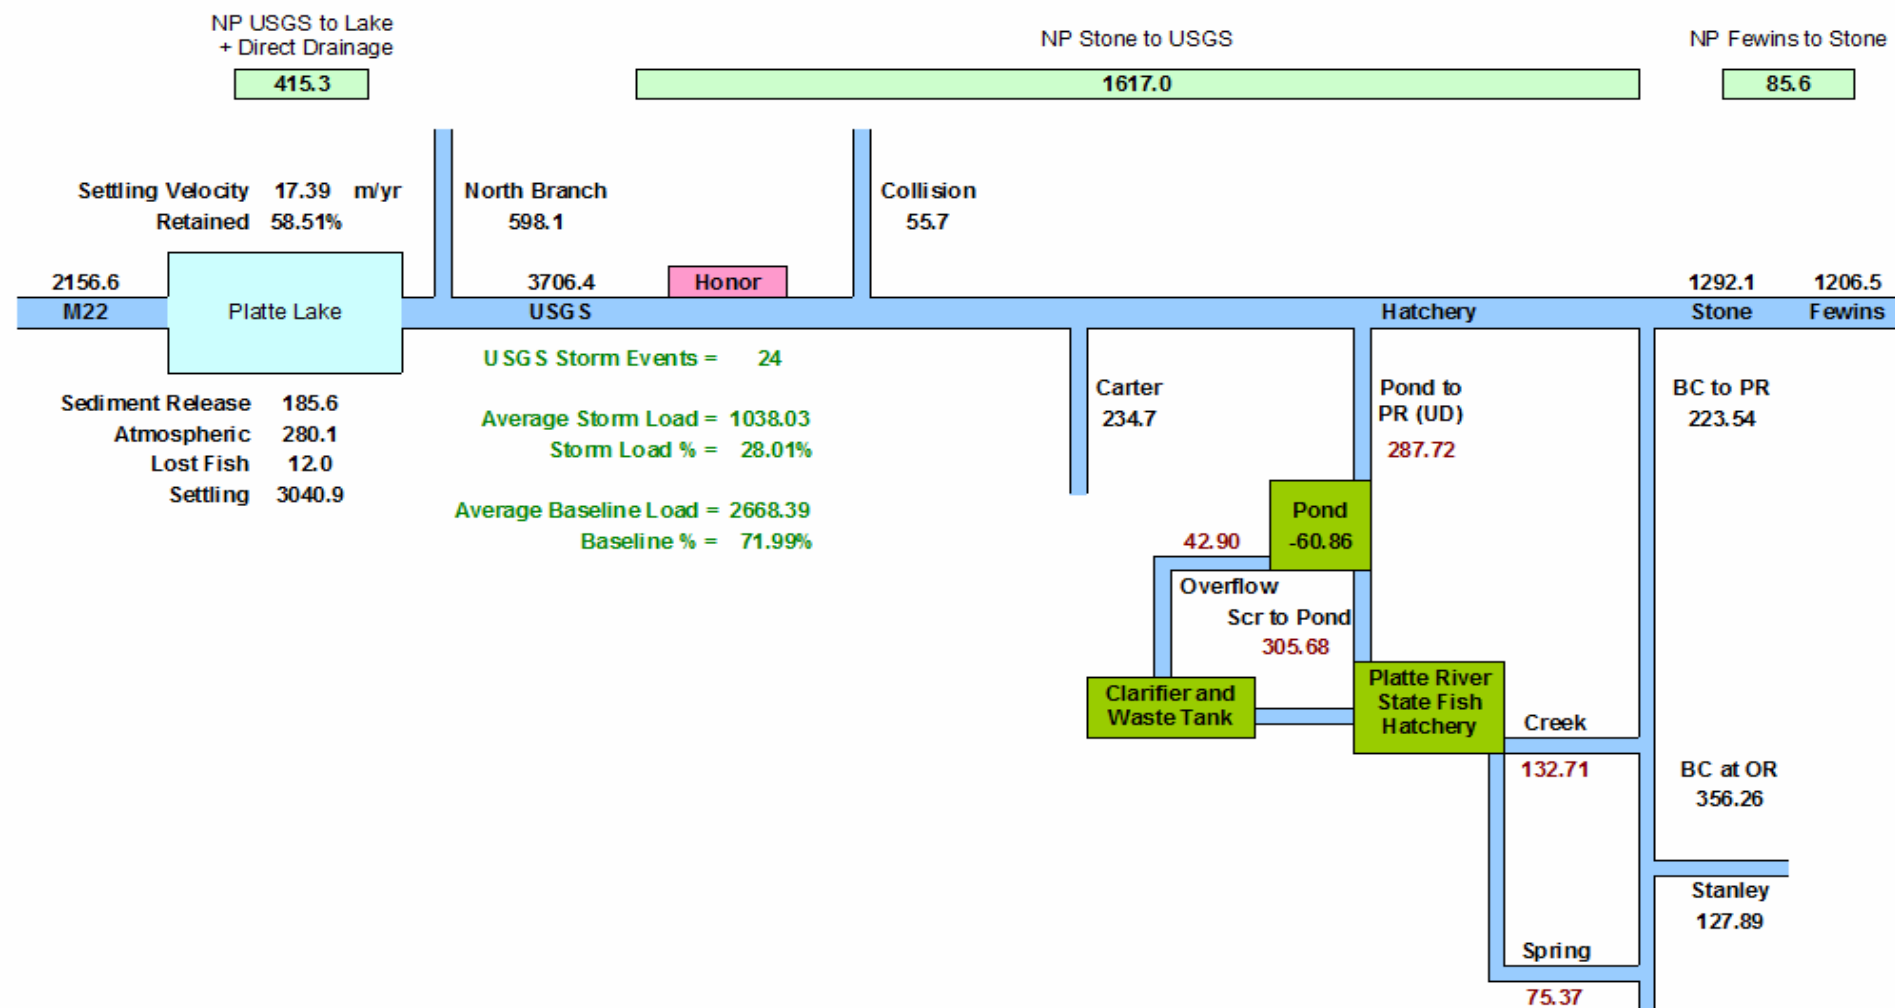 NP USGS to Lake
+ Direct Drainage
415.3
NP Stone to USGS
1617.0
NP Fewins to Stone
85.6
Settling Velocity 17.39 m/yr
Retained 58.51%
North Branch
598.1
Collision
55.7
2156.6
M22
Platte Lake
3706.4
USGS
Honor
Hatchery
1292.1
Stone
1206.5
Fewins
Sediment Release 185.6
Atmospheric 280.1
Lost Fish 12.0
Settling 3040.9
USGS Storm Events = 24
Average Storm Load = 1038.03
Storm Load % = 28.01%
Average Baseline Load = 2668.39
Baseline % = 71.99%
Carter
234.7
Pond to
PR (UD)
287.72
BC to PR
223.54
Pond
-60.86
42.90
Overflow
Scr to Pond
305.68
Clarifier and
Waste Tank
Platte River
State Fish
Hatchery
Creek
132.71
BC at OR
356.26
Stanley
127.89
Spring
75.37